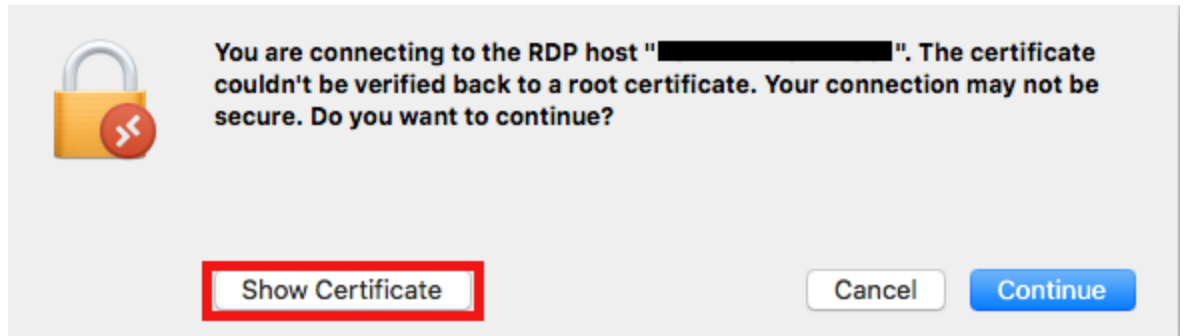 You are connecting to the RDP host " ". The certificate
couldn't be verified back to a root certificate. Your connection may not be
secure. Do you want to continue?
Show Certificate
Cancel
Continue